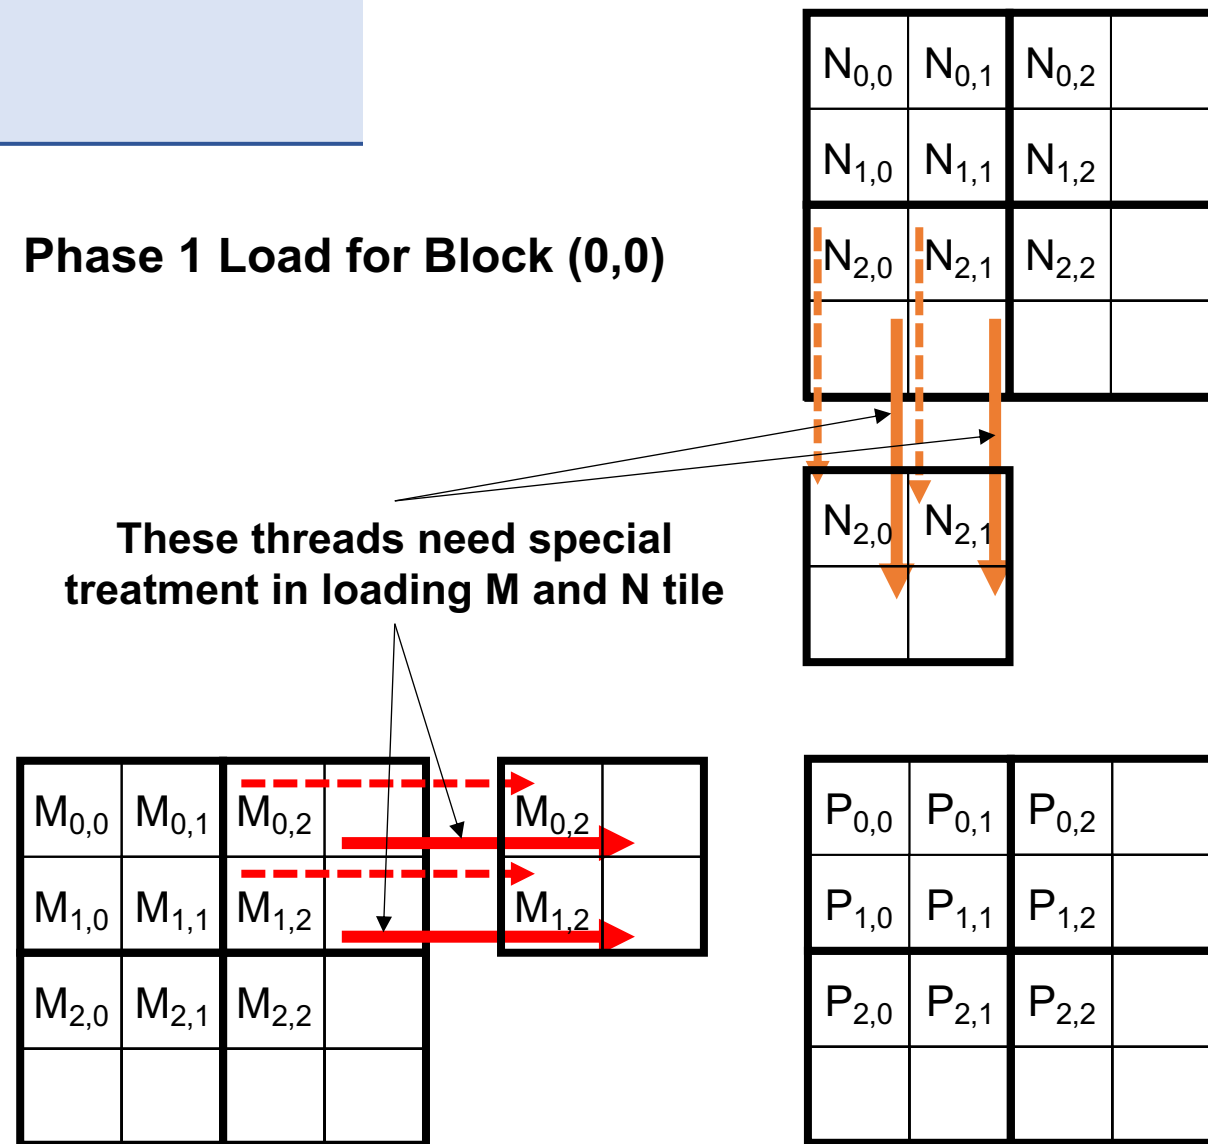 N0,0 N0,1 N0,2
N1,0 N1,1 N1,2
Phase 1 Load for Block (0,0)
N2,0 N2,1 N2,2
These threads need special
treatment in loading M and N tile
N2,0 N2,1
M0,0 M0,1 M0,2
M1,0 M1,1 M1,2
M2,0 M2,1 M2,2
M0,2
M1,2
P0,0 P0,1 P0,2
P1,0 P1,1 P1,2
P2,0 P2,1 P2,2